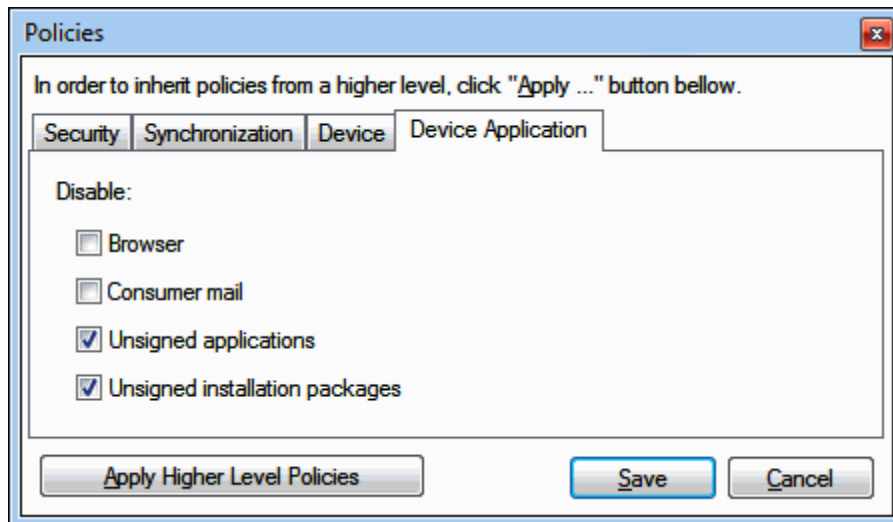 Policies
In order to inherit policies from a higher level, click "Apply ..." button bellow.
Security Synchronization Device Device Application
Disable:
Browser
Consumer mail
Unsigned applications
Unsigned installation packages
Apply Higher Level Policies Save Cancel